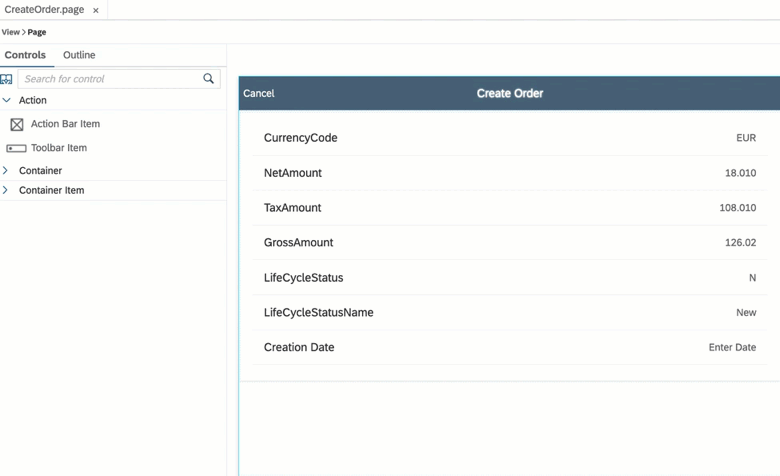 CreateOrder.page ×
View > Page
Controls Outline
Search for control
Action
Action Bar Item
Toolbar Item
Container
Container Item
Cancel Create Order
CurrencyCode EUR
NetAmount 18.010
TaxAmount 108.010
GrossAmount 126.02
LifeCycleStatus N
LifeCycleStatusName New
Creation Date Enter Date